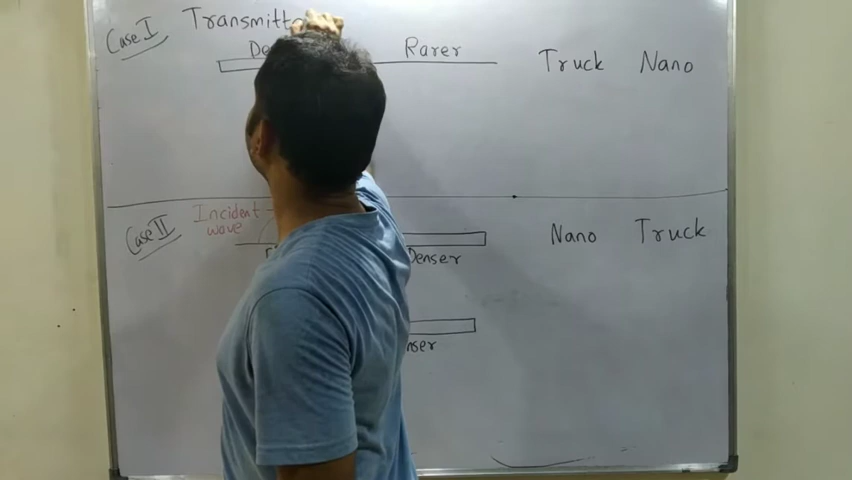 Case I
Rarer
Truck Nano
Case II
Incident
wave
Nano Truck
Denser